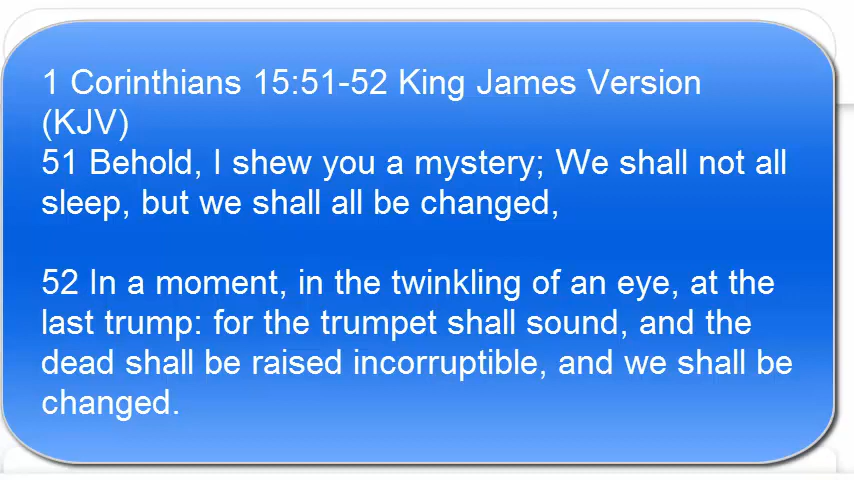 1 Corinthians 15:51-52 King James Version
(KJV)
51 Behold, I shew you a mystery; We shall not all
sleep, but we shall all be changed,
52 In a moment, in the twinkling of an eye, at the
last trump: for the trumpet shall sound, and the
dead shall be raised incorruptible, and we shall be
changed.